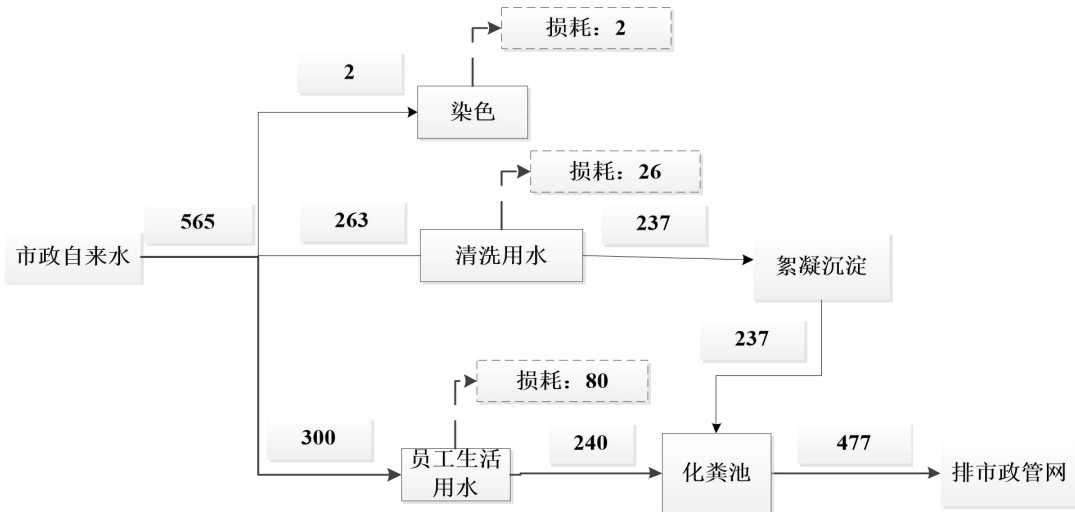 损耗：2
2
染色
损耗：26
565
263
237
市政自来水
清洗用水
絮凝沉淀
237
损耗：80
300
员工生活
用水
240
化粪池
477
排市政管网